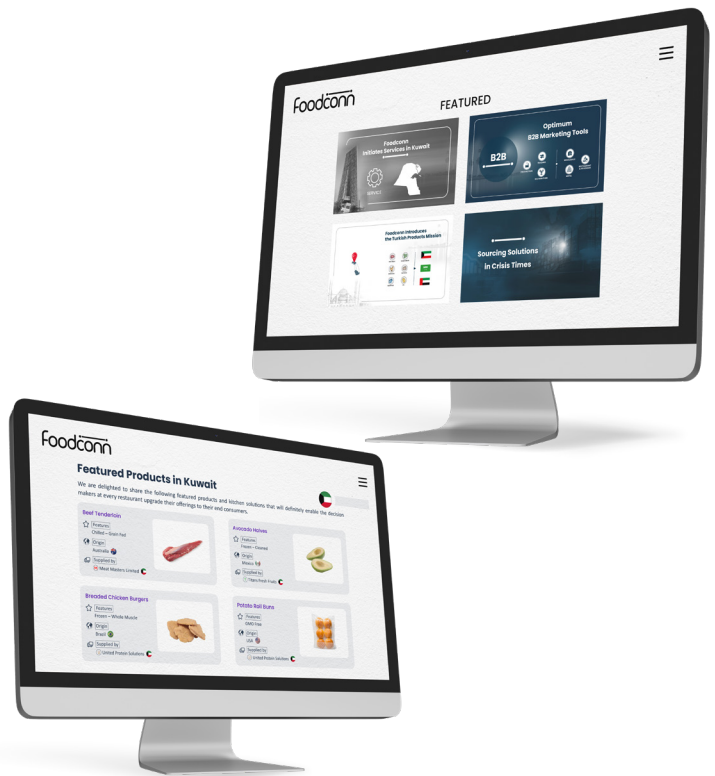 Foodconn
FEATURED
Foodconn
Initiates Services in Kuwait
SERVICE
Optimum
B2B Marketing Tools
B2B
Foodconn Introduces
the Turkish Products Mission
Sourcing Solutions
in Crisis Times
Foodconn
Featured Products in Kuwait
We are delighted to share the following featured products and kitchen solutions that will definitely enable the decision
makers at every restaurant upgrade their offerings to their end consumers.
Beef Tenderloin
Features
Chilled – Grain Fed
Origin
Australia
Supplied by
Meat Markers Limited
Avocado Halves
Features
Frozen – Cleaned
Origin
Mexico
Supplied by
Fresh Fruits
Breaded Chicken Burgers
Features
Frozen – Whole Muscle
Origin
Brazil
Supplied by
United Protein Solutions
Potato Roll Buns
Features
GMO Free
Origin
USA
Supplied by
United Protein Solutions